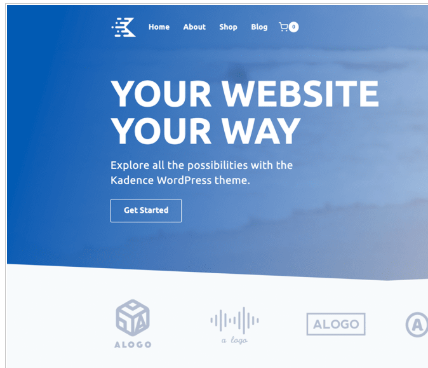 Home About Shop Blog 0
YOUR WEBSITE
YOUR WAY
Explore all the possibilities with the
Kadence WordPress theme.
Get Started
ALOGO
a logo
ALOGO
A